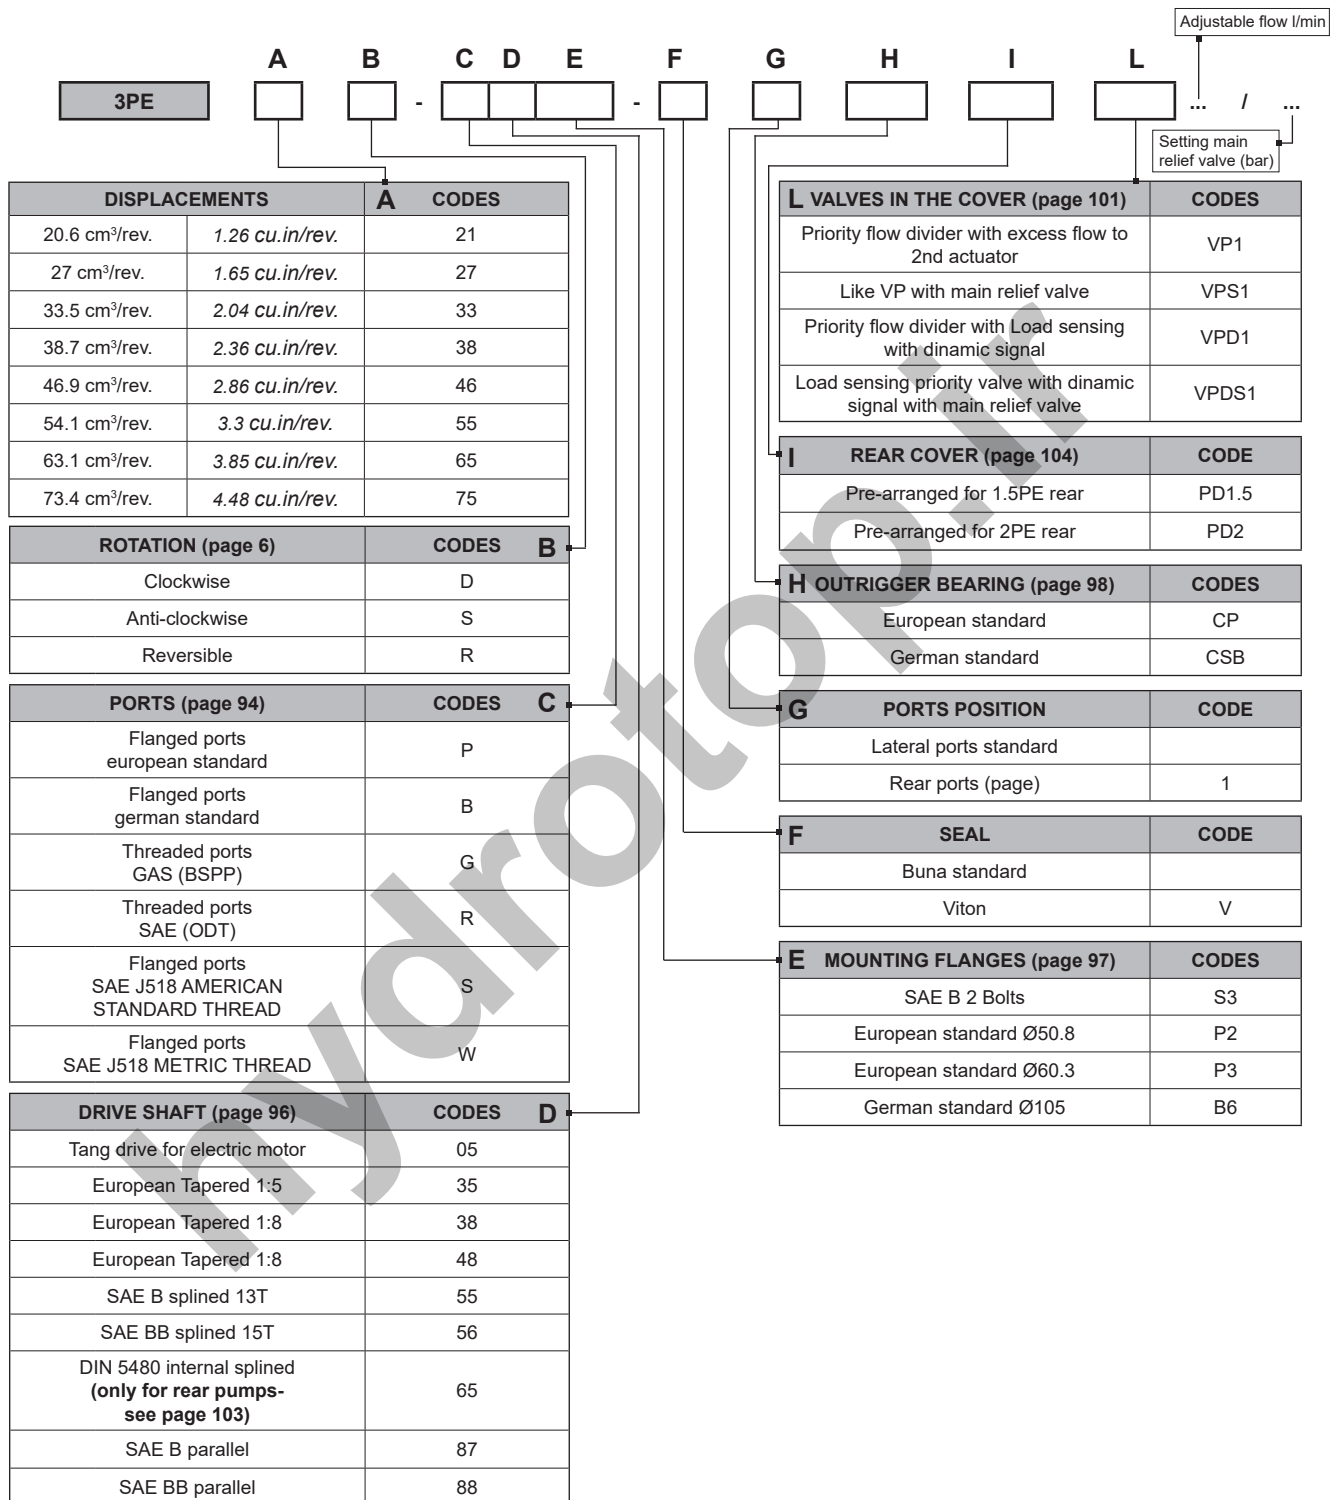 Adjustable flow l/min
A B C D E F G H I L
3PE - - ... / ...
Setting main
relief valve (bar)
DISPLACEMENTS A CODES
20.6 cm³/rev. 1.26 cu.in/rev. 21
27 cm³/rev. 1.65 cu.in/rev. 27
33.5 cm³/rev. 2.04 cu.in/rev. 33
38.7 cm³/rev. 2.36 cu.in/rev. 38
46.9 cm³/rev. 2.86 cu.in/rev. 46
54.1 cm³/rev. 3.3 cu.in/rev. 55
63.1 cm³/rev. 3.85 cu.in/rev. 65
73.4 cm³/rev. 4.48 cu.in/rev. 75
ROTATION (page 6) CODES B
Clockwise D
Anti-clockwise S
Reversible R
PORTS (page 94) CODES C
Flanged ports
european standard P
Flanged ports
german standard B
Threaded ports
GAS (BSPP) G
Threaded ports
SAE (ODT) R
Flanged ports
SAE J518 AMERICAN S
STANDARD THREAD
Flanged ports
SAE J518 METRIC THREAD W
DRIVE SHAFT (page 96) CODES D
Tang drive for electric motor 05
European Tapered 1:5 35
European Tapered 1:8 38
European Tapered 1:8 48
SAE B splined 13T 55
SAE BB splined 15T 56
DIN 5480 internal splined
(only for rear pumps- 65
see page 103)
SAE B parallel 87
SAE BB parallel 88
L VALVES IN THE COVER (page 101) CODES
Priority flow divider with excess flow to
2nd actuator VP1
Like VP with main relief valve VPS1
Priority flow divider with Load sensing
with dinamic signal VPD1
Load sensing priority valve with dinamic
signal with main relief valve VPDS1
I REAR COVER (page 104) CODE
Pre-arranged for 1.5PE rear PD1.5
Pre-arranged for 2PE rear PD2
H OUTRIGGER BEARING (page 98) CODES
European standard CP
German standard CSB
G PORTS POSITION CODE
Lateral ports standard
Rear ports (page) 1
F SEAL CODE
Buna standard
Viton V
E MOUNTING FLANGES (page 97) CODES
SAE B 2 Bolts S3
European standard Ø50.8 P2
European standard Ø60.3 P3
German standard Ø105 B6
hydrotop.ir